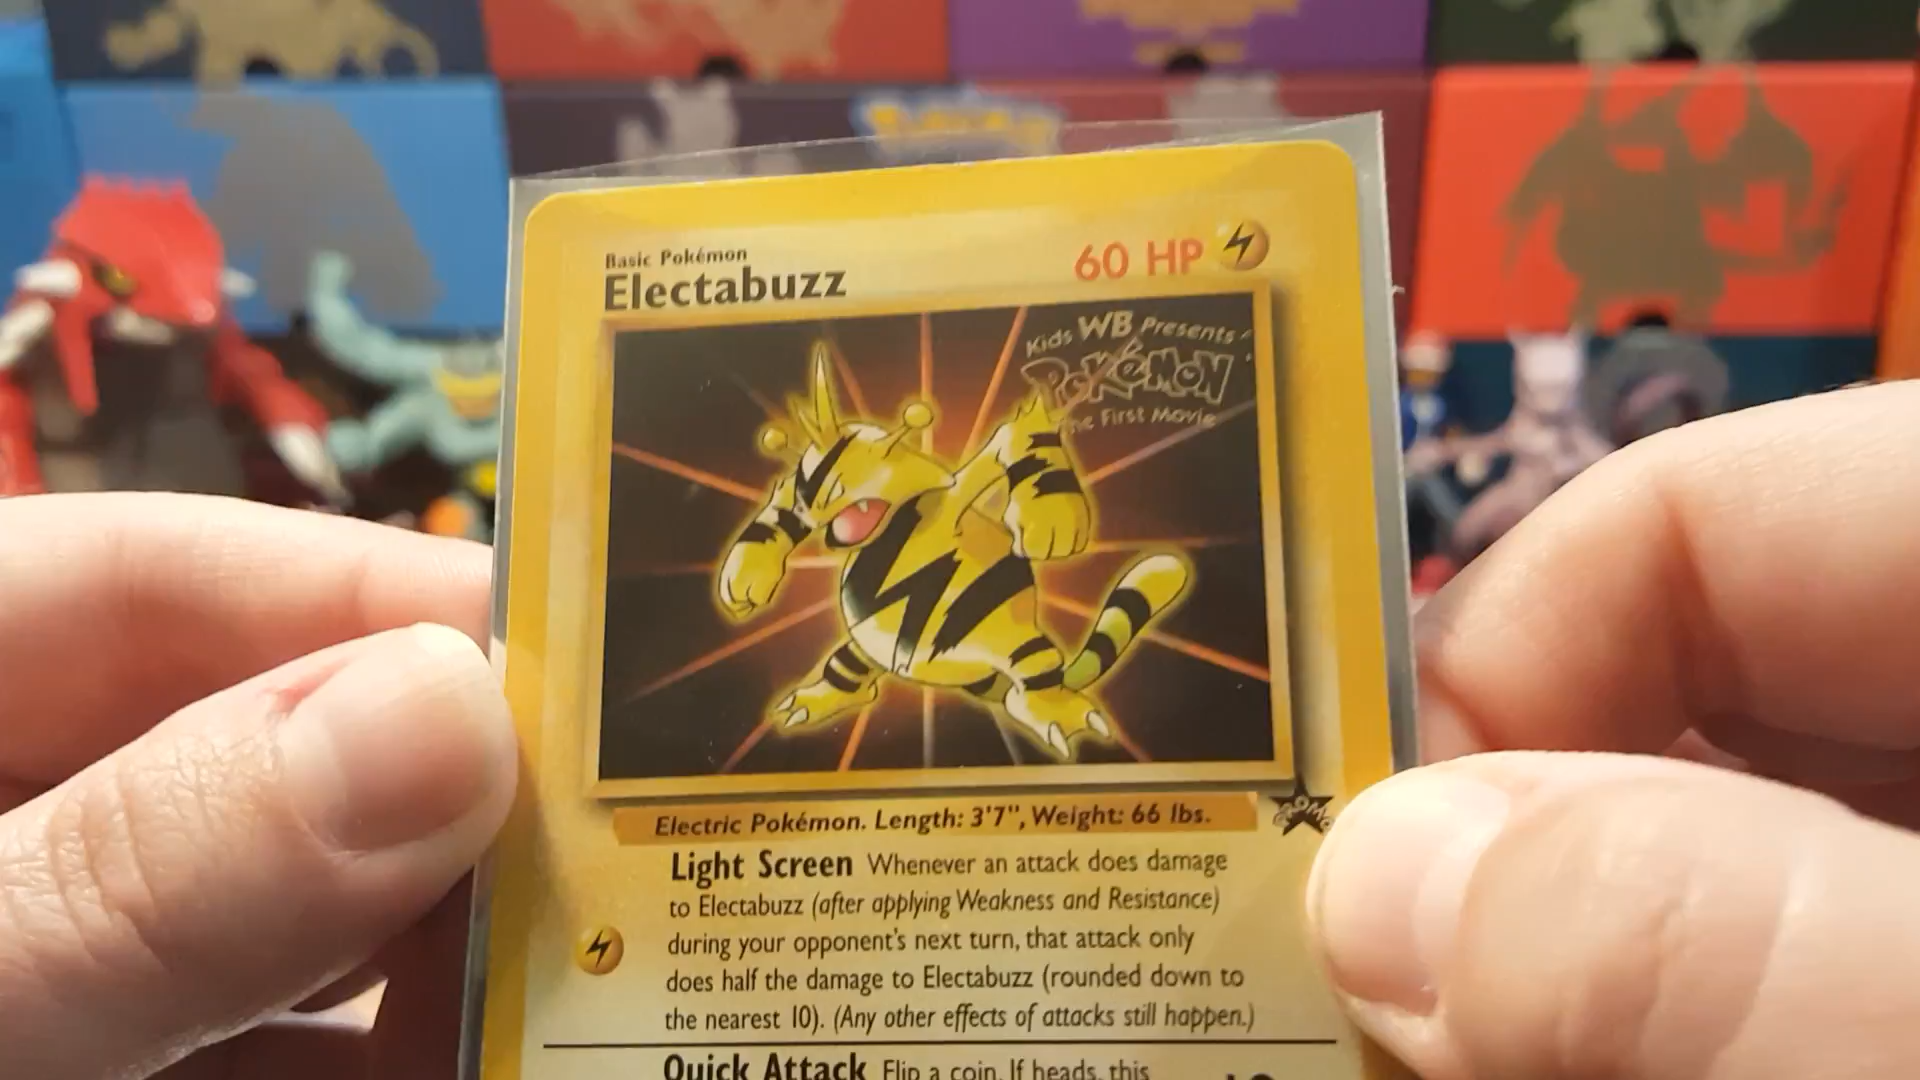 Basic Pokémon
Electabuzz
60 HP
Kids WB Presents
POKéMON
The First Movie
Electric Pokémon. Length: 3'7", Weight: 66 lbs.
PROMO
Light Screen Whenever an attack does damage
to Electabuzz (after applying Weakness and Resistance)
during your opponent's next turn, that attack only
does half the damage to Electabuzz (rounded down to
the nearest 10). (Any other effects of attacks still happen.)
Quick Attack Flip a coin. If heads, this